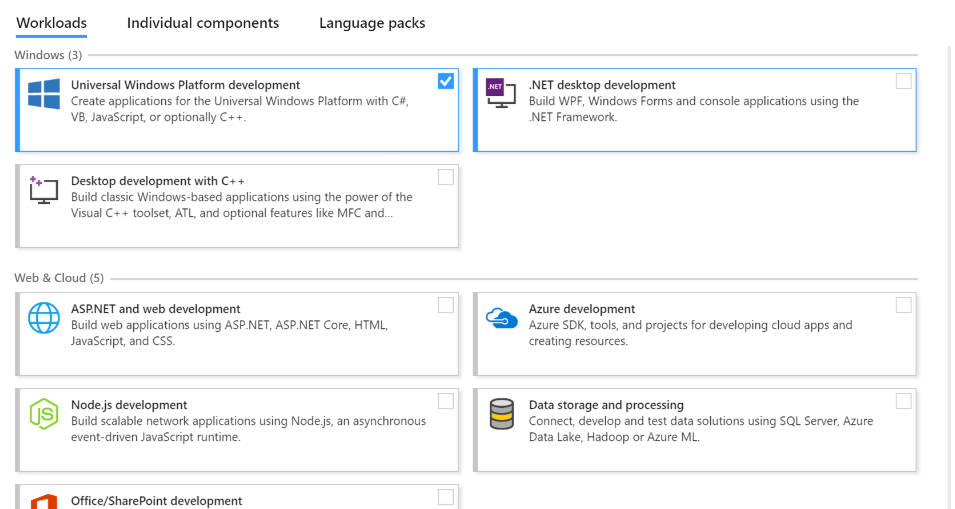 Workloads Individual components Language packs
Windows (3)
Universal Windows Platform development
Create applications for the Universal Windows Platform with C#,
VB, JavaScript, or optionally C++.
.NET
.NET desktop development
Build WPF, Windows Forms and console applications using the
.NET Framework.
Desktop development with C++
Build classic Windows-based applications using the power of the
Visual C++ toolset, ATL, and optional features like MFC and...
Web & Cloud (5)
ASP.NET and web development
Build web applications using ASP.NET, ASP.NET Core, HTML,
JavaScript, and CSS.
Azure development
Azure SDK, tools, and projects for developing cloud apps and
creating resources.
JS
Node.js development
Build scalable network applications using Node.js, an asynchronous
event-driven JavaScript runtime.
Data storage and processing
Connect, develop and test data solutions using SQL Server, Azure
Data Lake, Hadoop or Azure ML.
Office/SharePoint development